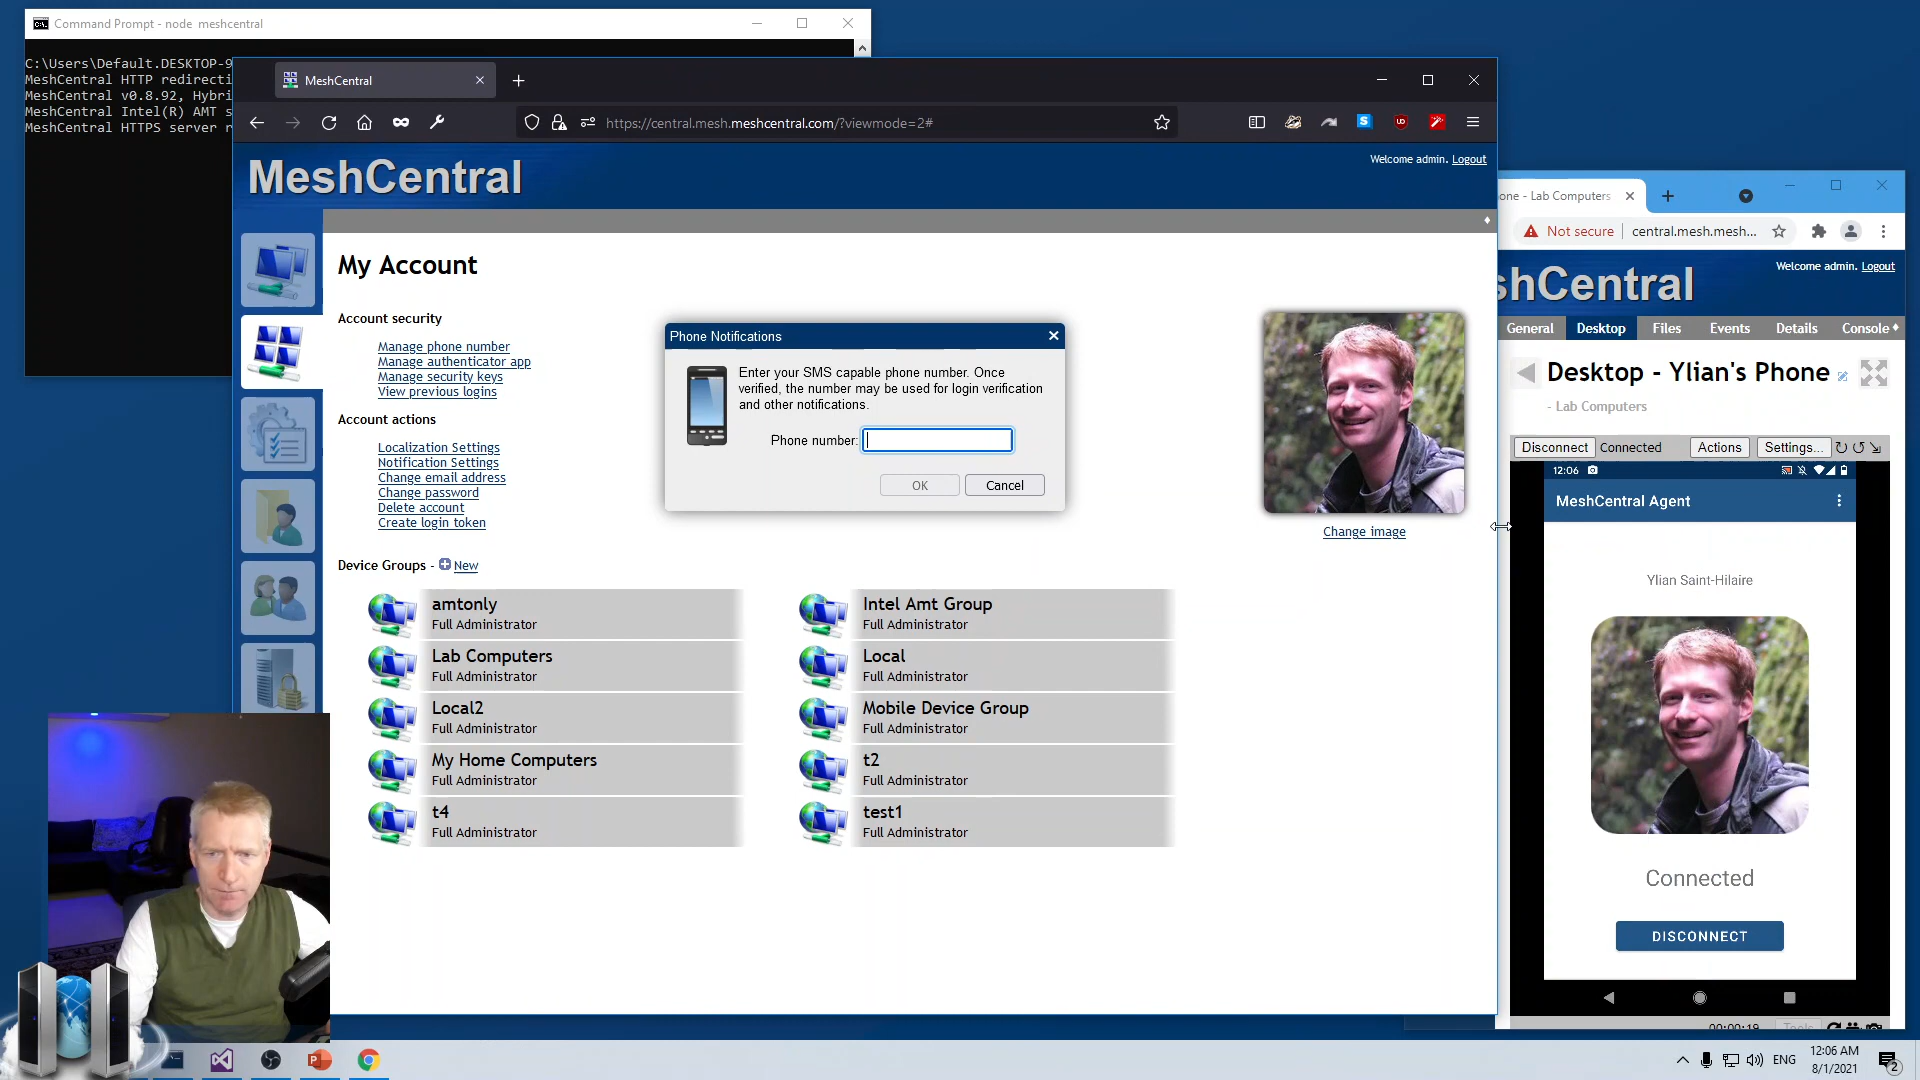 Command Prompt - node meshcentral
C:\Users\Default.DESKTOP-9
MeshCentral HTTP redirecti
MeshCentral v0.8.92, Hybri
MeshCentral Intel(R) AMT s
MeshCentral HTTPS server r
MeshCentral
https://central.mesh.meshcentral.com/?viewmode=2#
MeshCentral
Welcome admin. Logout
My Account
Account security
Manage phone number
Manage authenticator app
Manage security keys
View previous logins
Account actions
Localization Settings
Notification Settings
Change email address
Change password
Delete account
Create login token
Phone Notifications
Enter your SMS capable phone number. Once
verified, the number may be used for login verification
and other notifications.
Phone number:
OK
Cancel
Change image
Device Groups - New
amtonly
Full Administrator
Intel Amt Group
Full Administrator
Lab Computers
Full Administrator
Local
Full Administrator
Local2
Full Administrator
Mobile Device Group
Full Administrator
My Home Computers
Full Administrator
t2
Full Administrator
t4
Full Administrator
test1
Full Administrator
one - Lab Computers
Not secure
central.mesh.mesh...
shCentral
Welcome admin. Logout
General Desktop Files Events Details Console
Desktop - Ylian's Phone
- Lab Computers
Disconnect Connected Actions Settings...
12:06
MeshCentral Agent
Ylian Saint-Hilaire
Connected
DISCONNECT
00:00:19
Tools
ENG
12:06 AM
8/1/2021
2